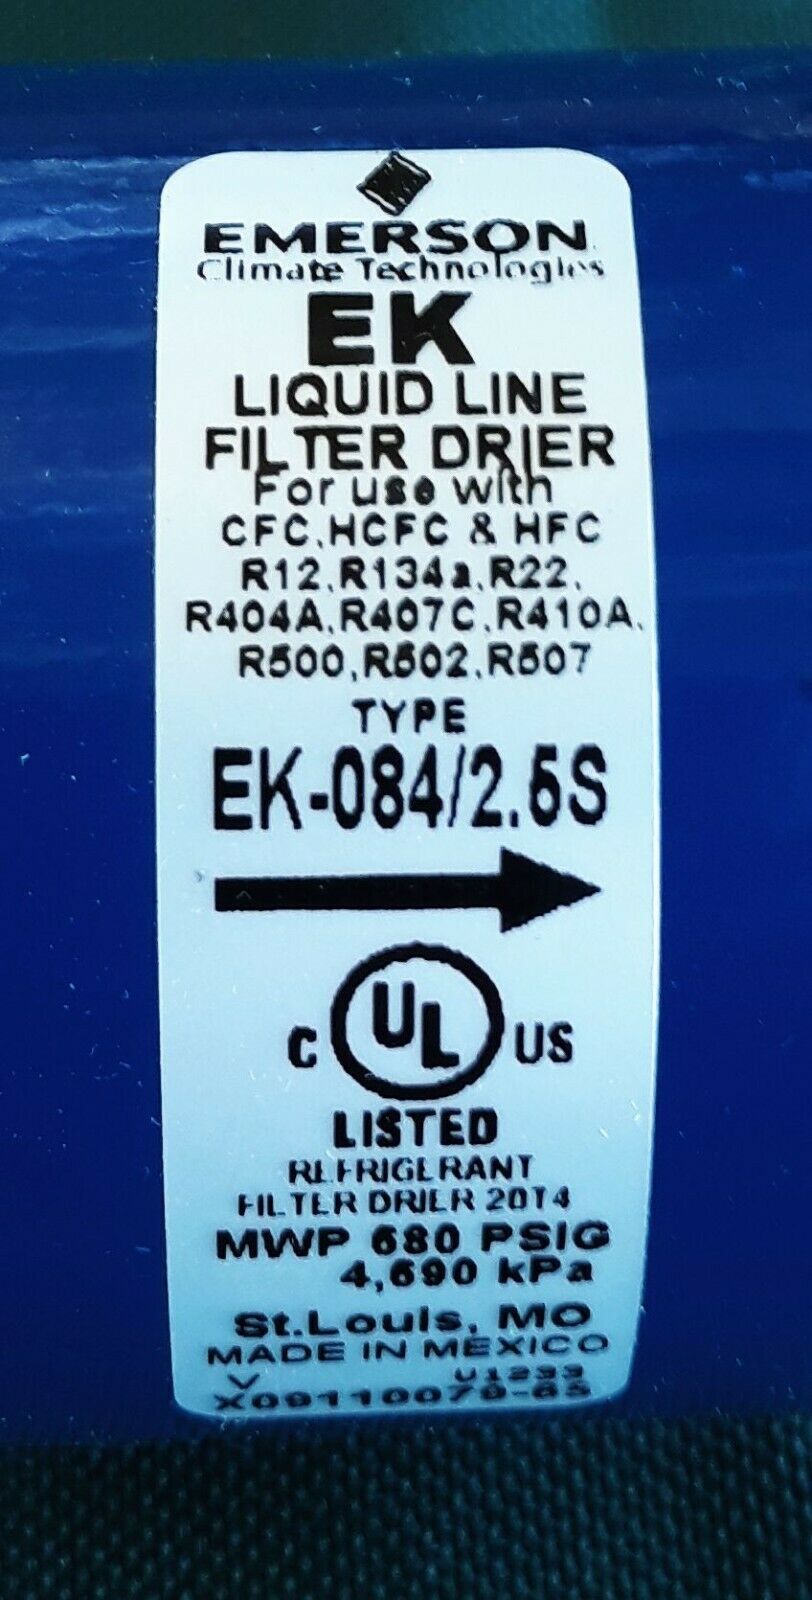 EMERSON
Climate Technologies
EK
LIQUID LINE
FILTER DRIER
For use with
CFC, HCFC & HFC
R12, R134a, R22,
R404A, R407C, R410A,
R500, R502, R507
TYPE
EK-084/2.5S
C UL US
LISTED
REFRIGERANT
FILTER DRIER 20T4
MWP 680 PSIG
4,690 kPa
St. Louis, MO
MADE IN MEXICO
V U1233